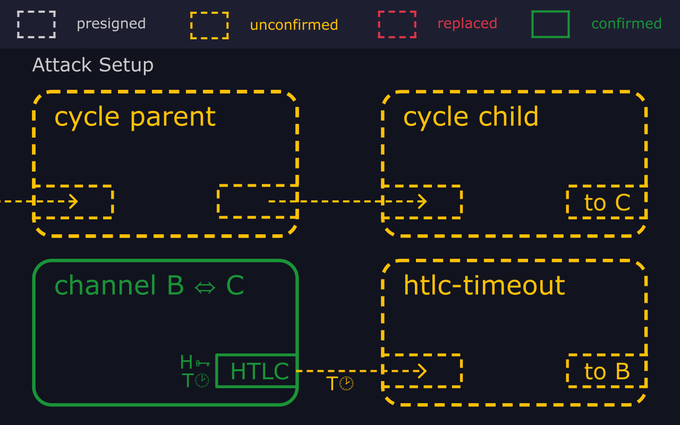 presigned
unconfirmed
replaced
confirmed
Attack Setup
cycle parent
cycle child
to C
channel B ⇔ C
htlc-timeout
H
T
HTLC
T
to B